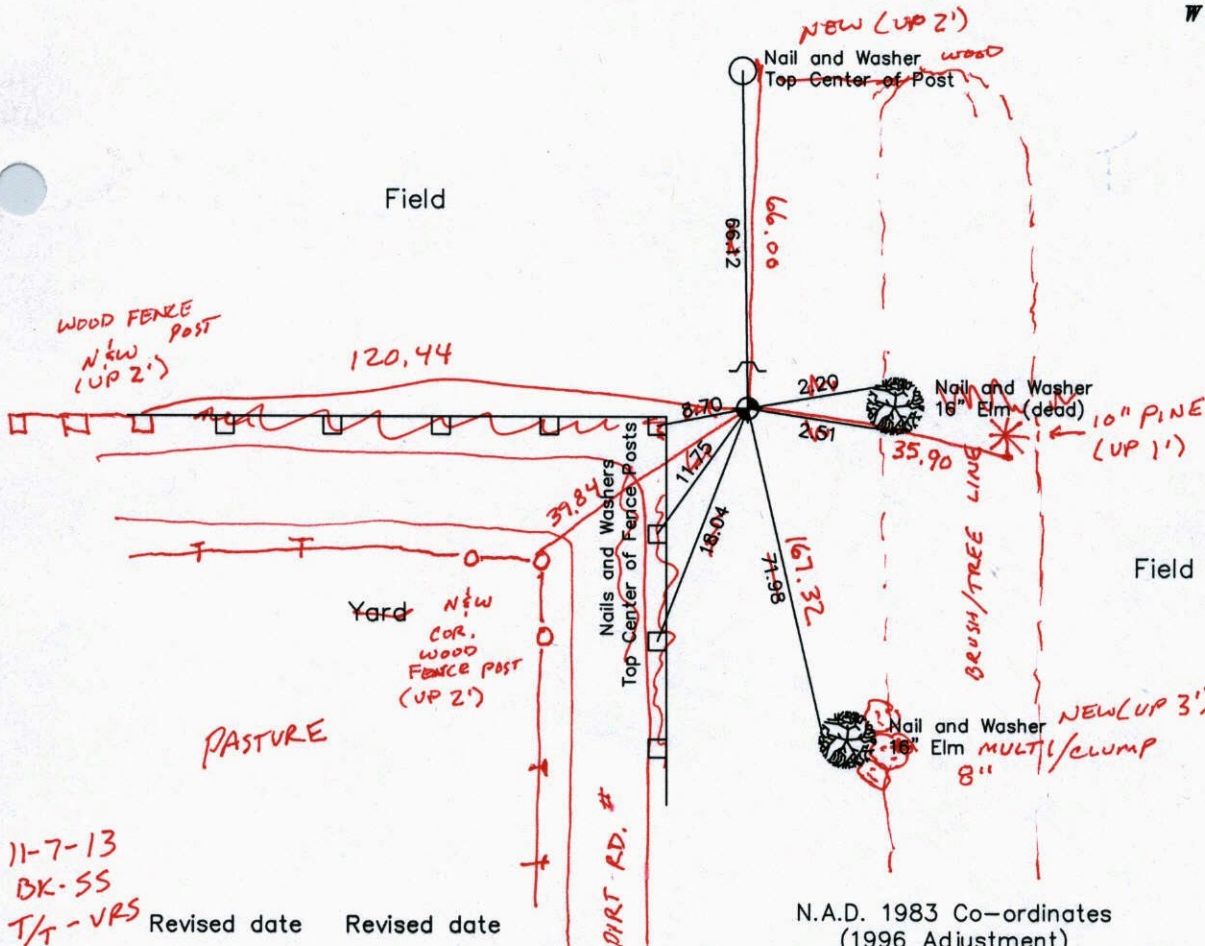 W
NEW (UP 2')
Nail and Washer WOOD
Top Center of Post
Field
66.12
66.00
WOOD FENCE
POST
N&W
(UP 2')
120.44
8.70
2.20
Nail and Washer
16" Elm (dead)
10" PINE
(UP 1')
2.51
35.90
11.75
39.84
18.04
Nails and Washers
Top Center of Fence Posts
71.98
167.32
BRUSH/TREE LINE
Field
Yard
N&W
COR.
WOOD
FENCE POST
(UP 2')
PASTURE
Nail and Washer NEW (UP 3')
16" Elm MULTI/CLUMP
8"
DIRT RD. #
11-7-13
BK-SS
T/T-VRS
Revised date Revised date
N.A.D. 1983 Co-ordinates
(1996 Adjustment)